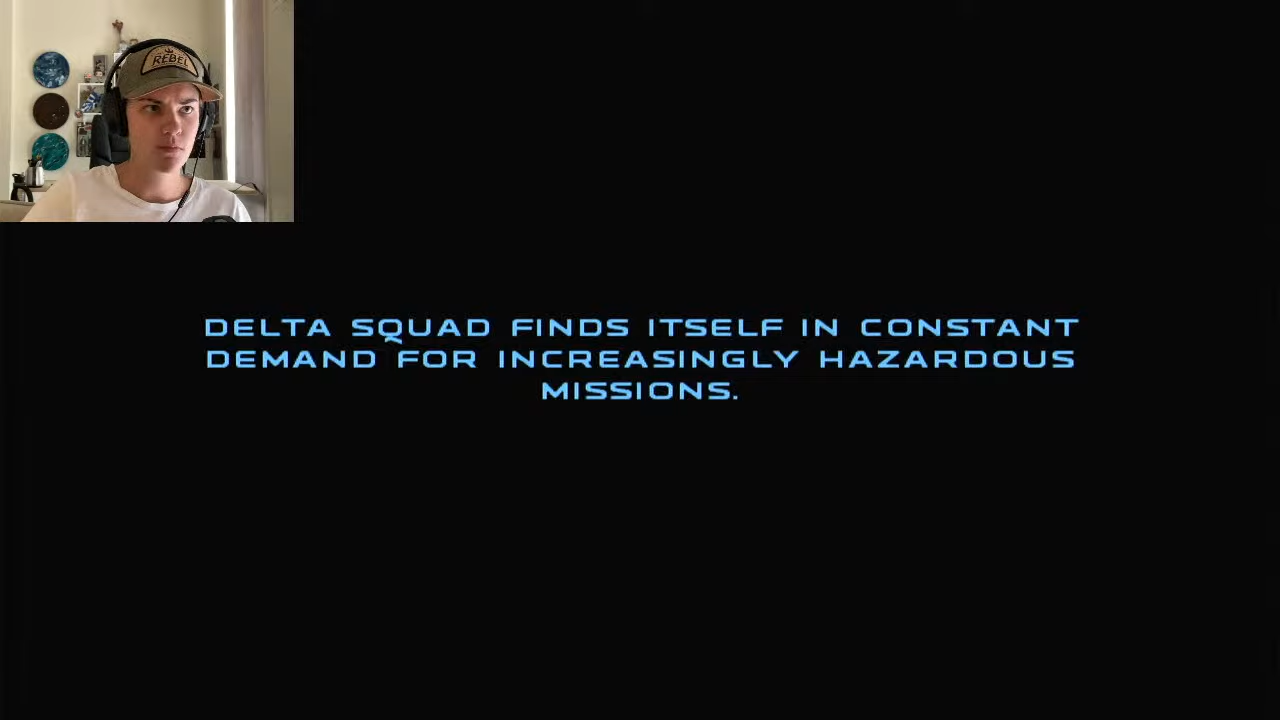 REBEL
DELTA SQUAD FINDS ITSELF IN CONSTANT
DEMAND FOR INCREASINGLY HAZARDOUS
MISSIONS.